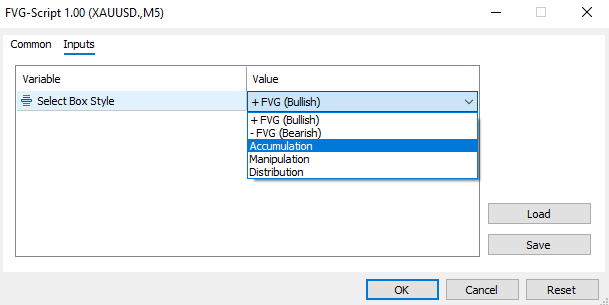 FVG-Script 1.00 (XAUUSD.,M5)
Common Inputs
Variable Value
Select Box Style + FVG (Bullish)
+ FVG (Bullish)
- FVG (Bearish)
Accumulation
Manipulation
Distribution
Load
Save
OK Cancel Reset